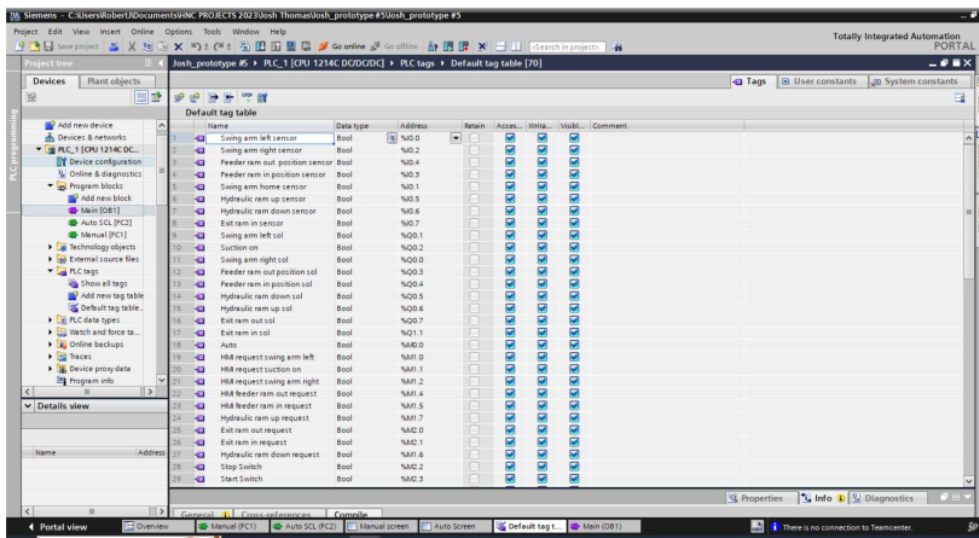 Siemens - C:\Users\RobertJ\Documents\HNC PROJECTS 2023\Josh Thomas\Josh_prototype #5\Josh_prototype #5
Project Edit View Insert Online Options Tools Window Help
Totally Integrated Automation
PORTAL
Save project Go online Go offline <Search in project>
Project tree
Josh_prototype #5 Josh PLC_1 [CPU 1214C DC/DC/DC] PLC tags Default tag table [70]
Devices Plant objects
Tags User constants System constants
Default tag table
PLC programming
Add new device
Devices & networks
PLC_1 [CPU 1214C DC...
Device configuration
Online & diagnostics
Program blocks
Add new block
Main [OB1]
Auto SCL [FC2]
Manual [FC1]
Technology objects
External source files
PLC tags
Show all tags
Add new tag table
Default tag table..
PLC data types
Watch and force ta...
Online backups
Traces
Device proxy data
Program info
Details view
Name Address
Name Data type Address Retain Acces... Writa... Visibl... Comment
1 Swing arm left sensor Bool %I0.0
2 Swing arm right sensor Bool %I0.2
3 Feeder ram out position sensor Bool %I0.4
4 Feeder ram in position sensor Bool %I0.3
5 Swing arm home sensor Bool %I0.1
6 Hydraulic ram up sensor Bool %I0.5
7 Hydraulic ram down sensor Bool %I0.6
8 Exit ram in sensor Bool %I0.7
9 Swing arm left sol Bool %Q0.1
10 Suction on Bool %Q0.2
11 Swing arm right sol Bool %Q0.0
12 Feeder ram out position sol Bool %Q0.3
13 Feeder ram in position sol Bool %Q0.4
14 Hydraulic ram down sol Bool %Q0.5
15 Hydraulic ram up sol Bool %Q0.6
16 Exit ram out sol Bool %Q0.7
17 Exit ram in sol Bool %Q1.1
18 Auto Bool %M0.0
19 HMI request swing arm left Bool %M1.0
20 HMI request suction on Bool %M1.1
21 HMI request swing arm right Bool %M1.2
22 HMI feeder ram out request Bool %M1.4
23 HMI feeder ram in request Bool %M1.5
24 Hydraulic ram up request Bool %M1.7
25 Exit ram out request Bool %M2.0
26 Exit ram in request Bool %M2.1
27 Hydraulic ram down request Bool %M1.6
28 Stop Switch Bool %M2.2
29 Start Switch Bool %M2.3
Properties Info Diagnostics
General Cross-references Compile
Portal view Overview Manual (FC1) Auto SCL (FC2) Manual screen Auto Screen Default tag t... Main (OB1) There is no connection to Teamcenter.